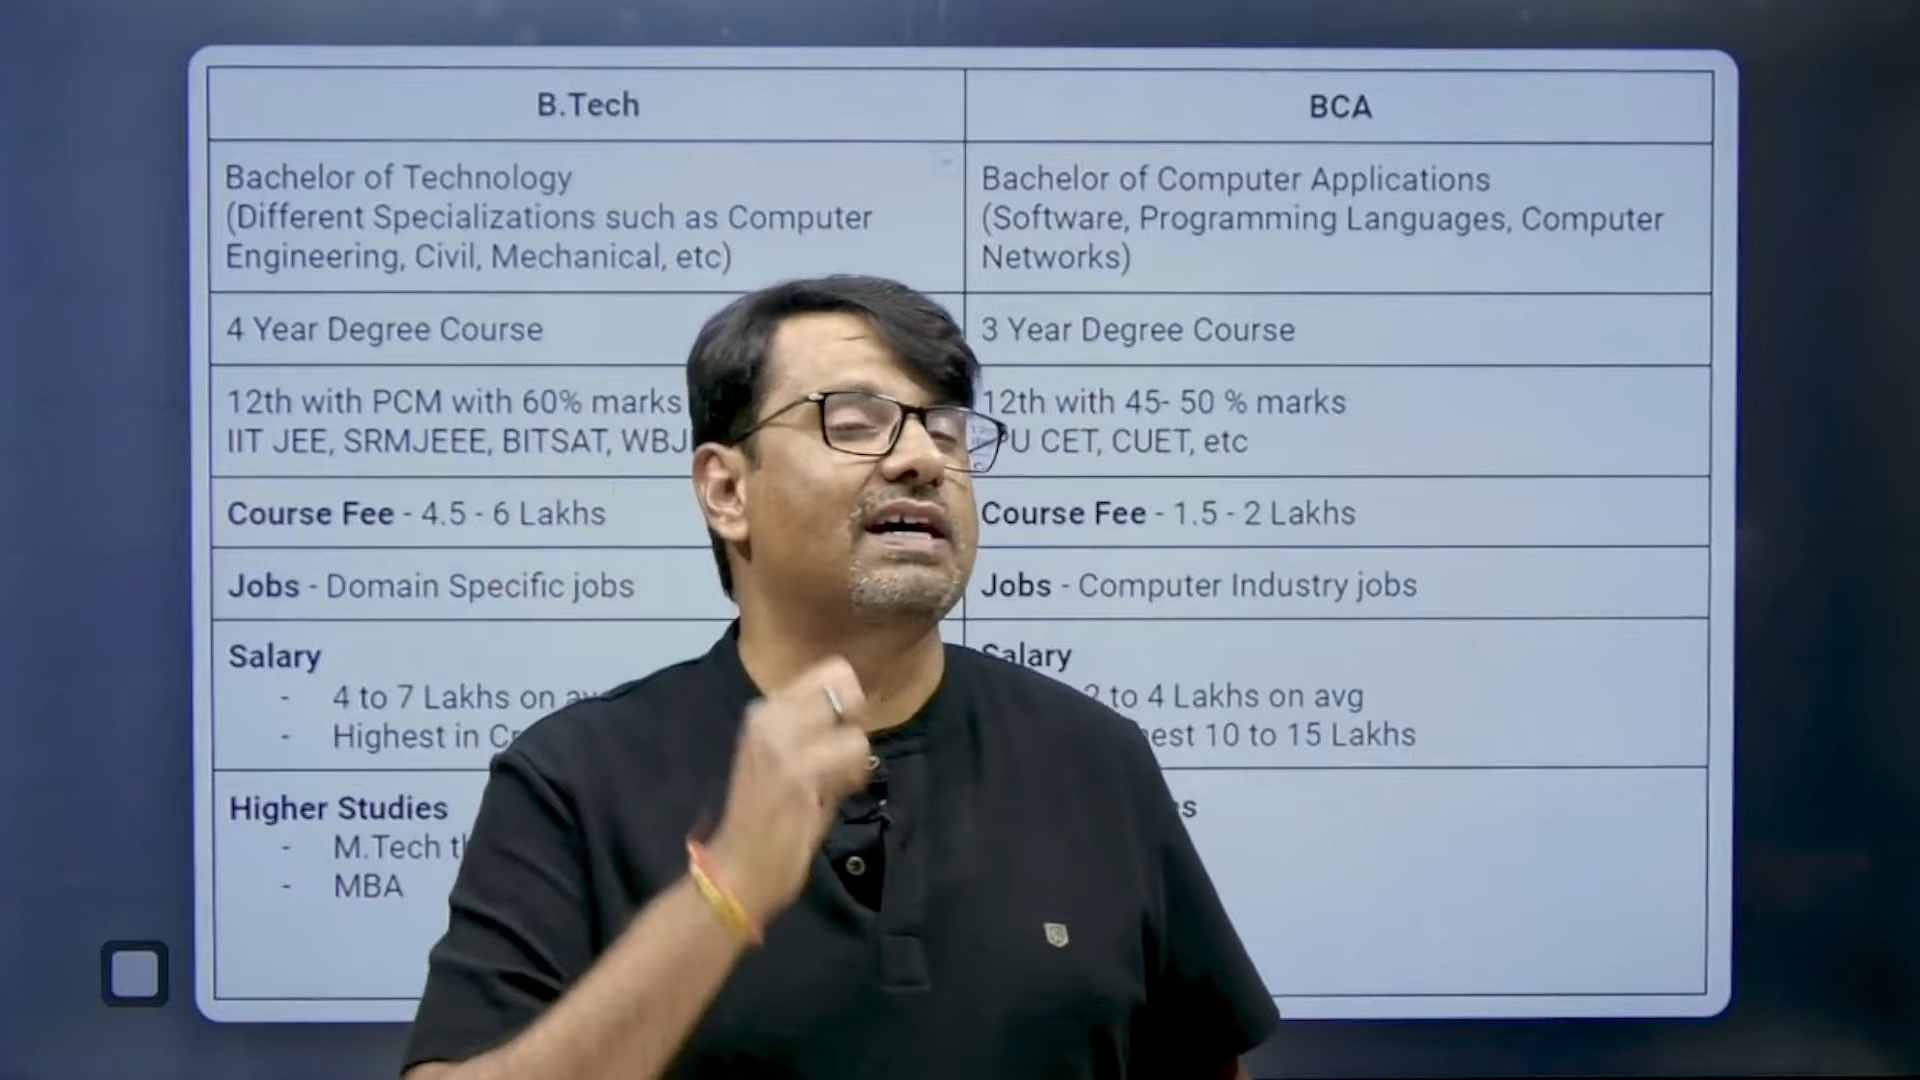 B.Tech
BCA
Bachelor of Technology
(Different Specializations such as Computer
Engineering, Civil, Mechanical, etc)
Bachelor of Computer Applications
(Software, Programming Languages, Computer
Networks)
4 Year Degree Course
3 Year Degree Course
12th with PCM with 60% marks
IIT JEE, SRMJEEE, BITSAT,
12th with 45- 50 % marks
CET, CUET, etc
Course Fee - 4.5 - 6 Lakhs
Course Fee - 1.5 - 2 Lakhs
Jobs - Domain Specific jobs
Jobs - Computer Industry jobs
Salary
- 4 to 7 Lakhs on
- Highest in
Salary
to 4 Lakhs on avg
10 to 15 Lakhs
Higher Studies
- M.Tech
- MBA